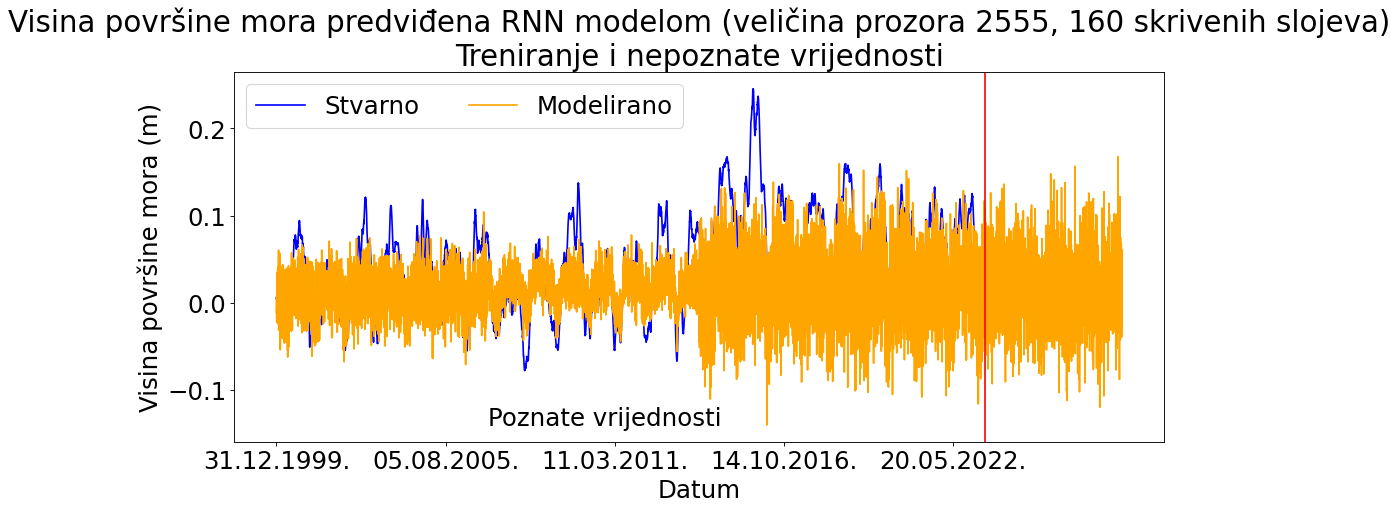 Visina površine mora predviđena RNN modelom (veličina prozora 2555, 160 skrivenih slojeva)
Treniranje i nepoznate vrijednosti
Stvarno Modelirano
Visina površine mora (m)
0.2
0.1
0.0
−0.1
Poznate vrijednosti
31.12.1999. 05.08.2005. 11.03.2011. 14.10.2016. 20.05.2022.
Datum